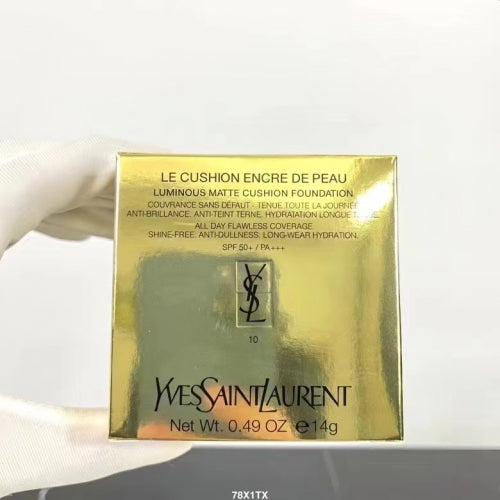 LE CUSHION ENCRE DE PEAU
LUMINOUS MATTE CUSHION FOUNDATION
COUVRANCE SANS DÉFAUT - TENUE TOUTE LA JOURNÉE
ANTI-BRILLANCE. ANTI-TEINT TERNE. HYDRATATION LONGUE
ALL DAY FLAWLESS COVERAGE
SHINE-FREE. ANTI-DULLNESS. LONG-WEAR HYDRATION.
SPF 50+ / PA+++
YSL
10
YVESSAINTLAURENT
Net Wt. 0.49 OZ ℮14g
78X1TX